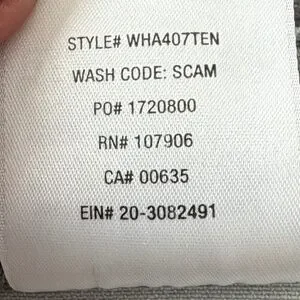 STYLE# WHA407TEN
WASH CODE: SCAM
PO# 1720800
RN# 107906
CA# 00635
EIN# 20-3082491